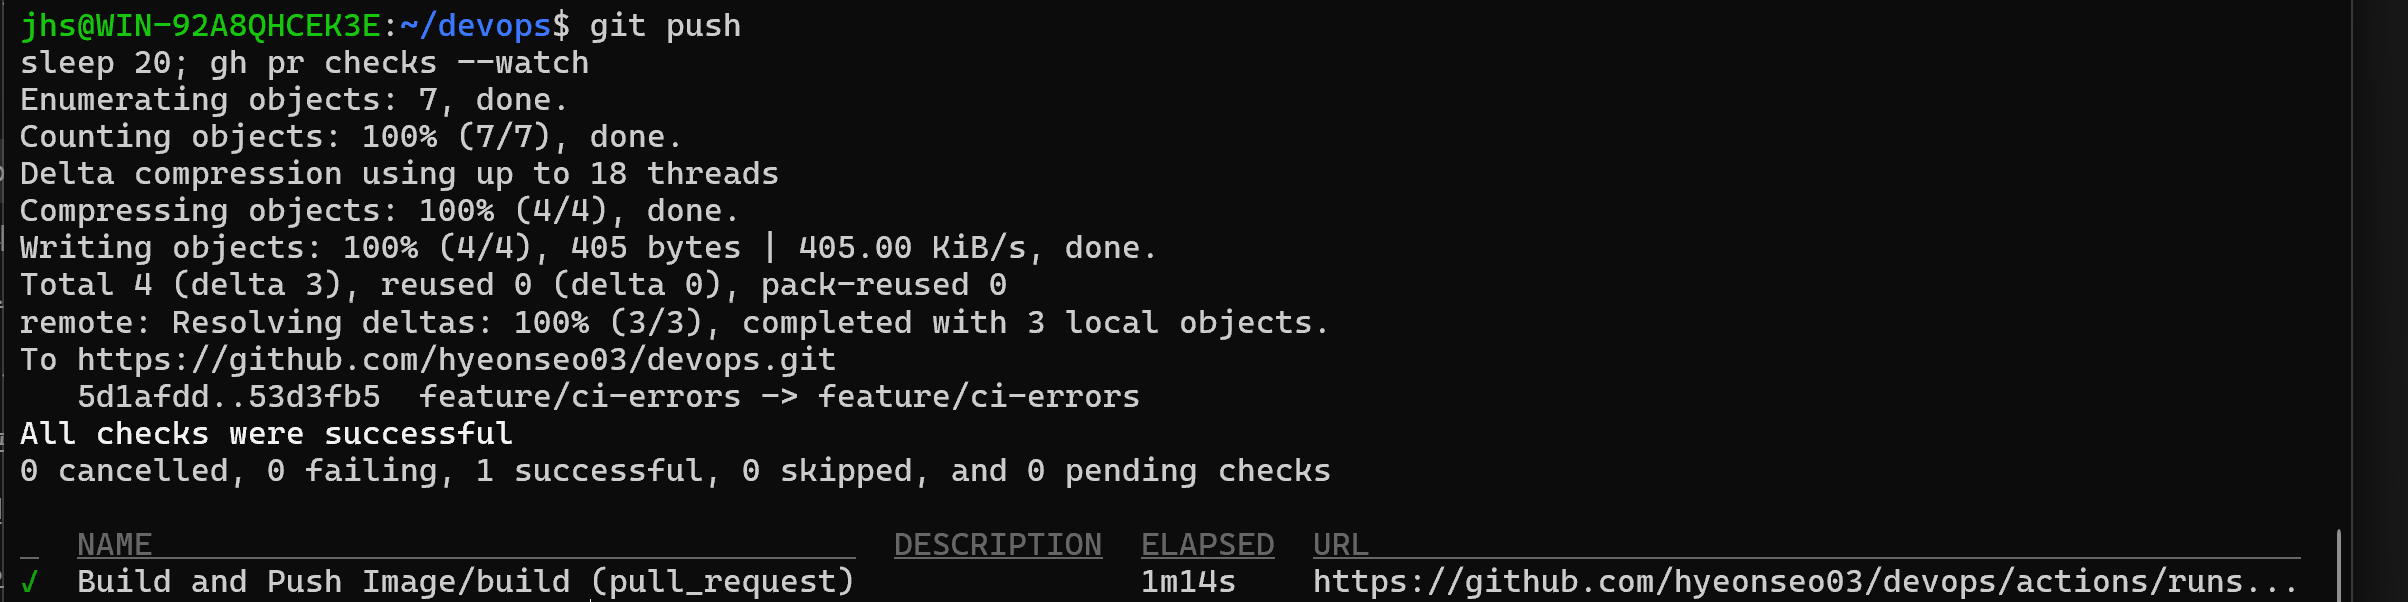 jhs@WIN-92A8QHCEK3E:~/devops$ git push
sleep 20; gh pr checks --watch
Enumerating objects: 7, done.
Counting objects: 100% (7/7), done.
Delta compression using up to 18 threads
Compressing objects: 100% (4/4), done.
Writing objects: 100% (4/4), 405 bytes | 405.00 KiB/s, done.
Total 4 (delta 3), reused 0 (delta 0), pack-reused 0
remote: Resolving deltas: 100% (3/3), completed with 3 local objects.
To https://github.com/hyeonseo03/devops.git
   5d1afdd..53d3fb5  feature/ci-errors -> feature/ci-errors
All checks were successful
0 cancelled, 0 failing, 1 successful, 0 skipped, and 0 pending checks
NAME DESCRIPTION ELAPSED URL
√ Build and Push Image/build (pull_request) 1m14s https://github.com/hyeonseo03/devops/actions/runs...